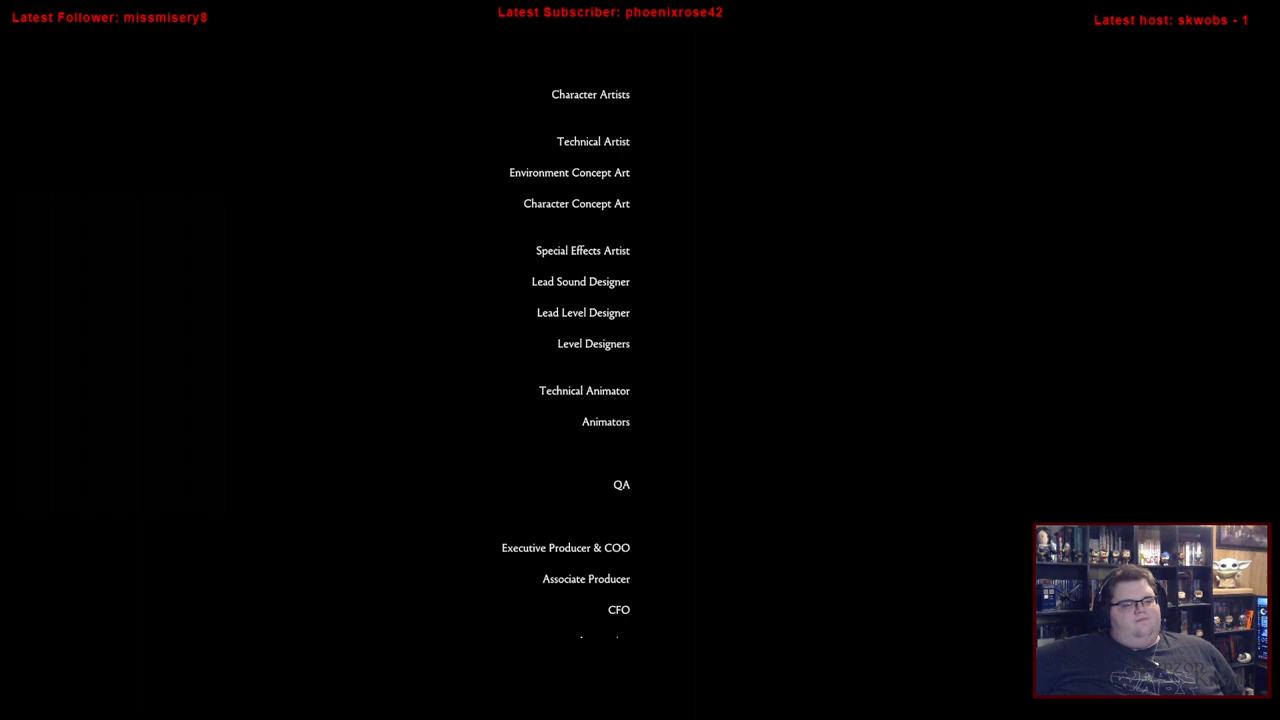 Latest Follower: missmisery8
Latest Subscriber: phoenixrose42
Latest host: skwobs - 1
Character Artists
Technical Artist
Environment Concept Art
Character Concept Art
Special Effects Artist
Lead Sound Designer
Lead Level Designer
Level Designers
Technical Animator
Animators
QA
Executive Producer & COO
Associate Producer
CFO